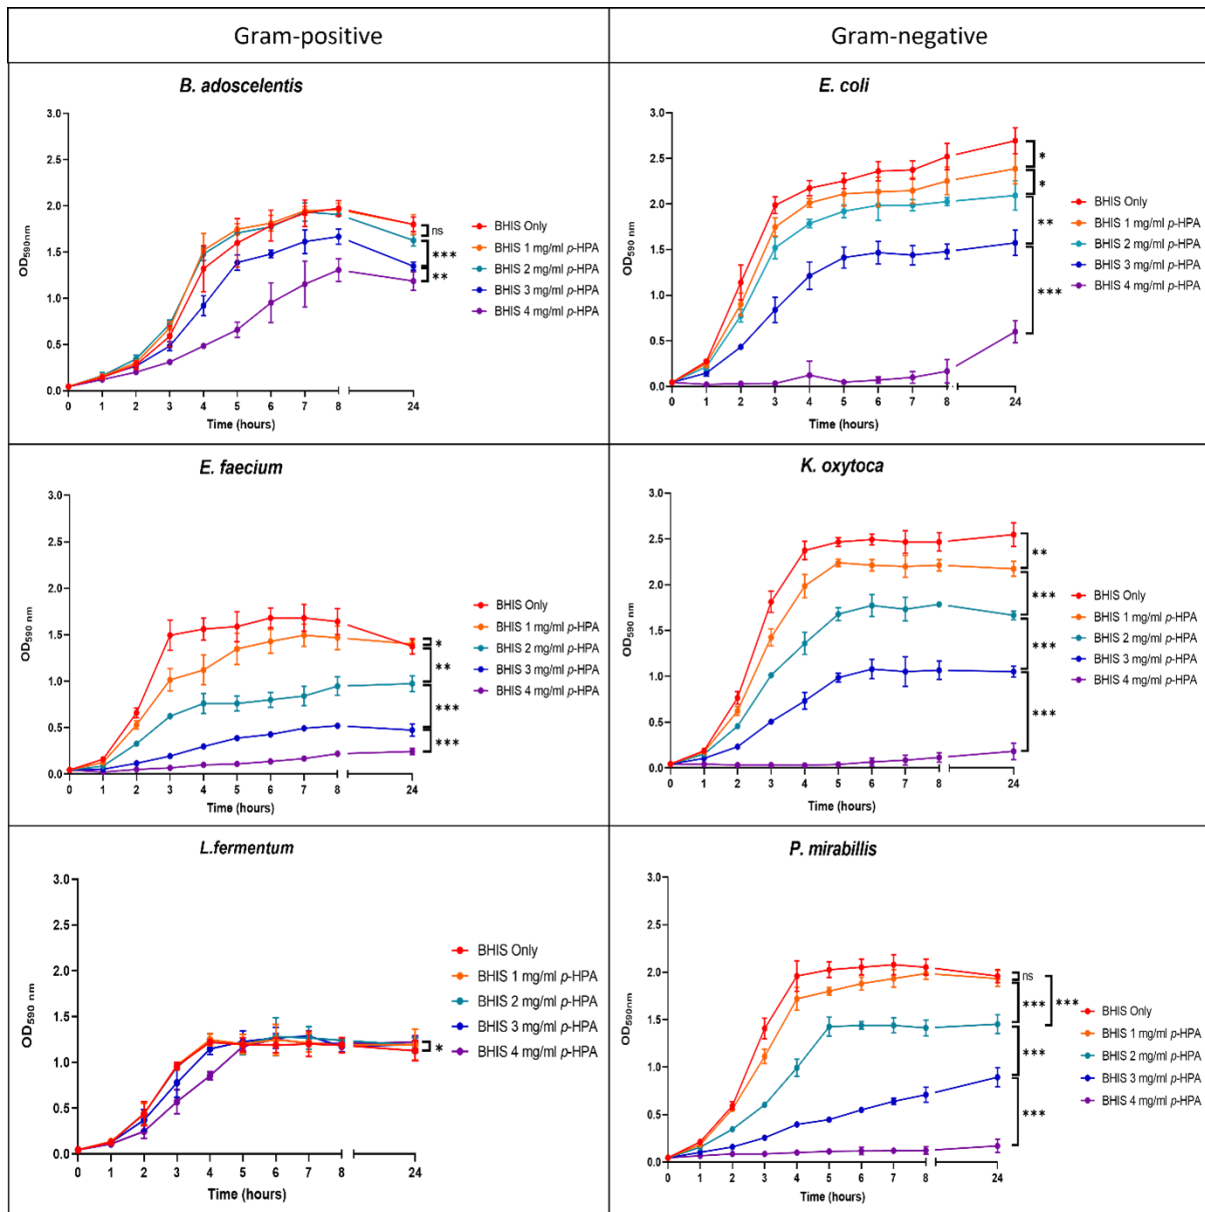 Gram-positive
Gram-negative
B. adoscelentis
3.0
2.5
2.0
1.5
1.0
0.5
0.0
OD590nm
0 1 2 3 4 5 6 7 8 24
Time (hours)
ns
***
**
BHIS Only
BHIS 1 mg/ml p-HPA
BHIS 2 mg/ml p-HPA
BHIS 3 mg/ml p-HPA
BHIS 4 mg/ml p-HPA
E. coli
3.0
2.5
2.0
1.5
1.0
0.5
0.0
OD590 nm
0 1 2 3 4 5 6 7 8 24
Time (hours)
*
*
**
***
BHIS Only
BHIS 1 mg/ml p-HPA
BHIS 2 mg/ml p-HPA
BHIS 3 mg/ml p-HPA
BHIS 4 mg/ml p-HPA
E. faecium
3.0
2.5
2.0
1.5
1.0
0.5
0.0
OD590 nm
0 1 2 3 4 5 6 7 8 24
Time (hours)
*
**
***
***
BHIS Only
BHIS 1 mg/ml p-HPA
BHIS 2 mg/ml p-HPA
BHIS 3 mg/ml p-HPA
BHIS 4 mg/ml p-HPA
K. oxytoca
3.0
2.5
2.0
1.5
1.0
0.5
0.0
OD590 nm
0 1 2 3 4 5 6 7 8 24
Time (hours)
**
***
***
***
BHIS Only
BHIS 1 mg/ml p-HPA
BHIS 2 mg/ml p-HPA
BHIS 3 mg/ml p-HPA
BHIS 4 mg/ml p-HPA
L.fermentum
3.0
2.5
2.0
1.5
1.0
0.5
0.0
OD590 nm
0 1 2 3 4 5 6 7 8 24
Time (hours)
*
BHIS Only
BHIS 1 mg/ml p-HPA
BHIS 2 mg/ml p-HPA
BHIS 3 mg/ml p-HPA
BHIS 4 mg/ml p-HPA
P. mirabillis
3.0
2.5
2.0
1.5
1.0
0.5
0.0
OD590nm
0 1 2 3 4 5 6 7 8 24
Time (hours)
ns
***
***
***
***
BHIS Only
BHIS 1 mg/ml p-HPA
BHIS 2 mg/ml p-HPA
BHIS 3 mg/ml p-HPA
BHIS 4 mg/ml p-HPA